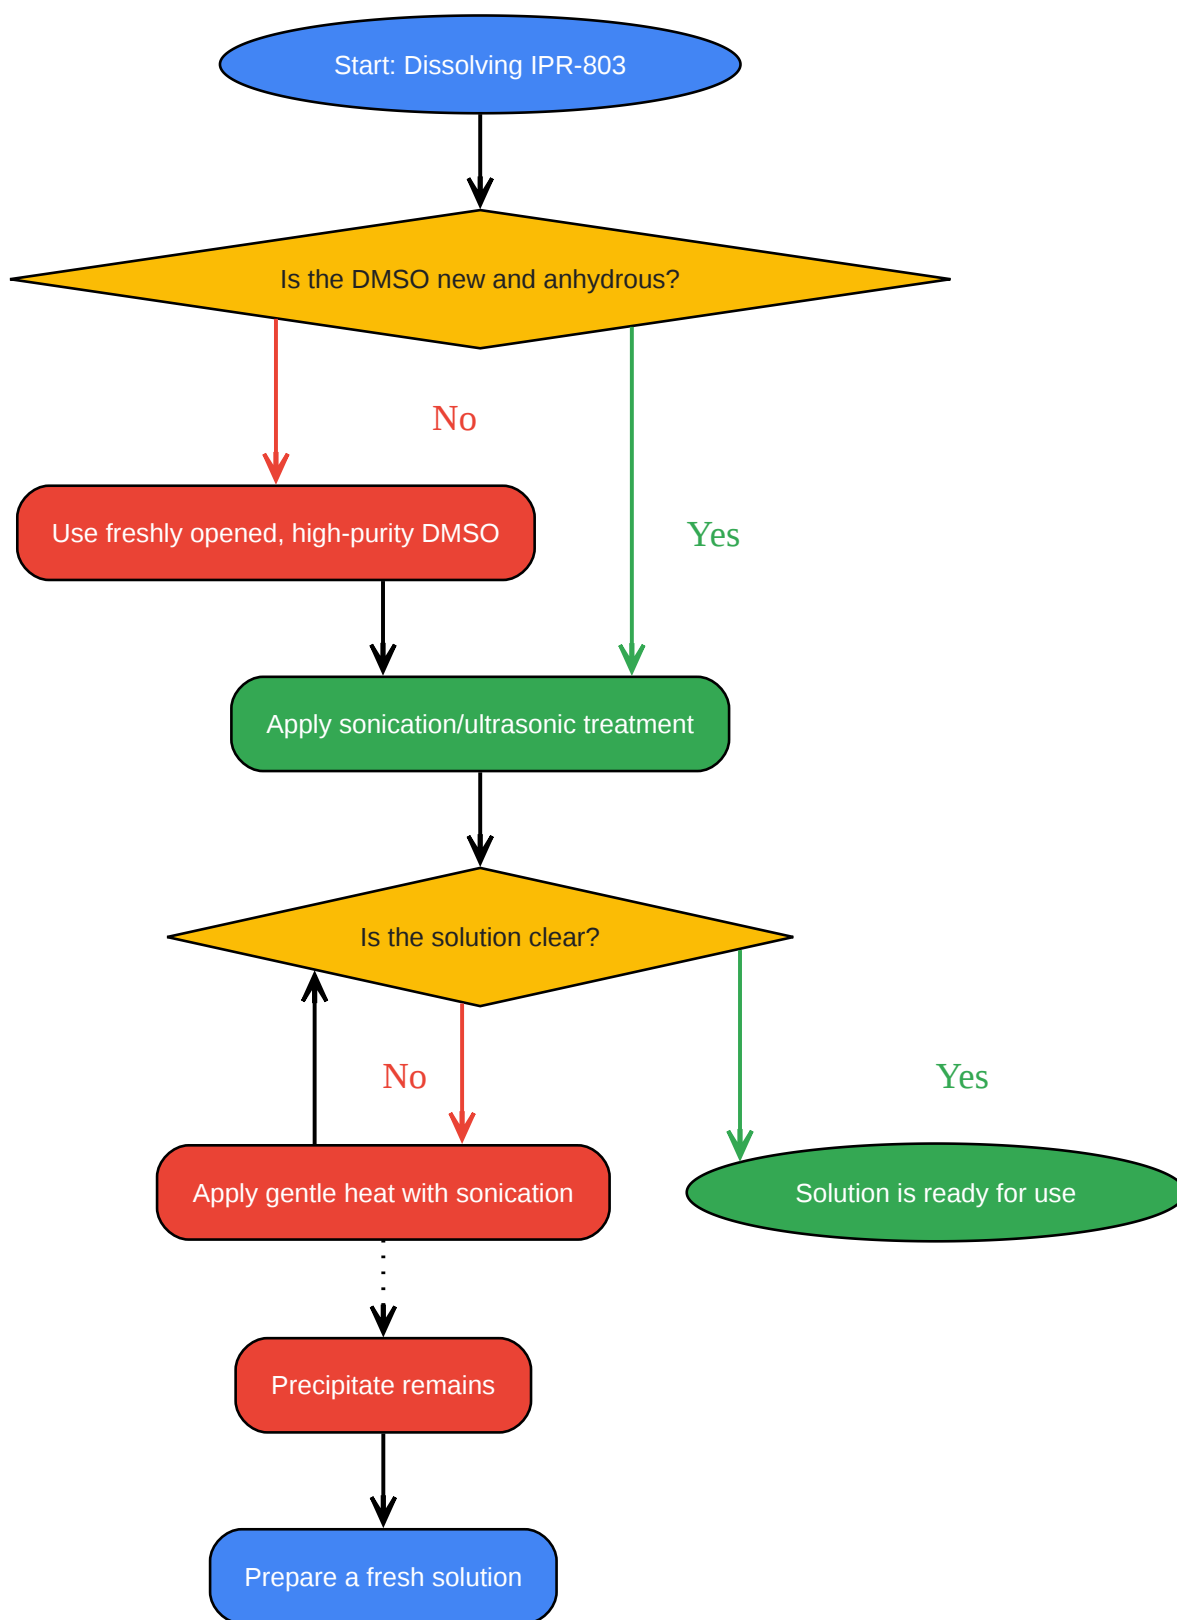 Start: Dissolving IPR-803
Is the DMSO new and anhydrous?
No
Use freshly opened, high-purity DMSO
Yes
Apply sonication/ultrasonic treatment
Is the solution clear?
No
Yes
Apply gentle heat with sonication
Solution is ready for use
Precipitate remains
Prepare a fresh solution